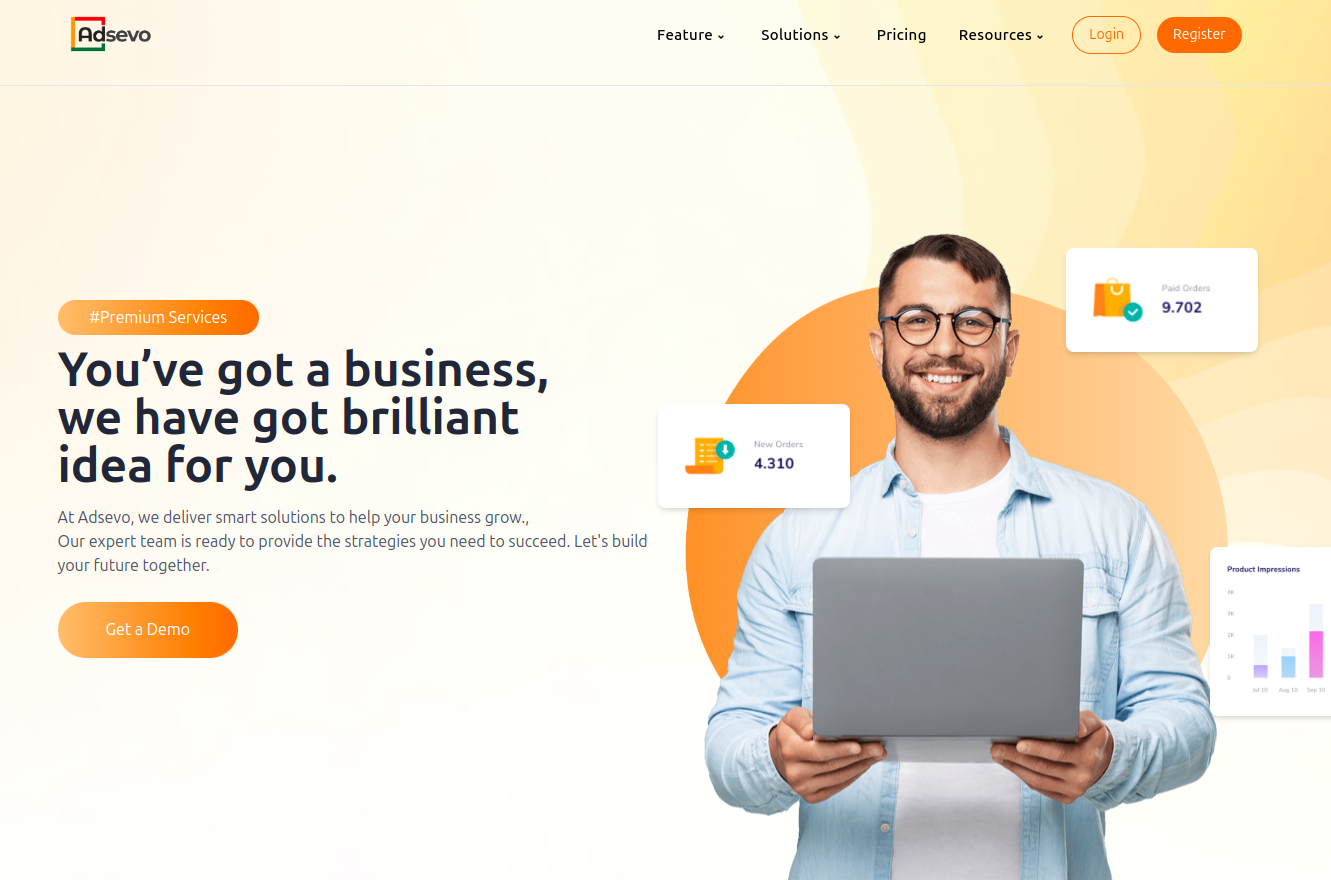 Adsevo
Feature
Solutions
Pricing
Resources
Login
Register
#Premium Services
You’ve got a business,
we have got brilliant
idea for you.
At Adsevo, we deliver smart solutions to help your business grow.,
Our expert team is ready to provide the strategies you need to succeed. Let's build
your future together.
Get a Demo
Paid Orders
9.702
New Orders
4.310
Product Impressions
4K
3K
2K
1K
0
Jul 10
Aug 10
Sep 10